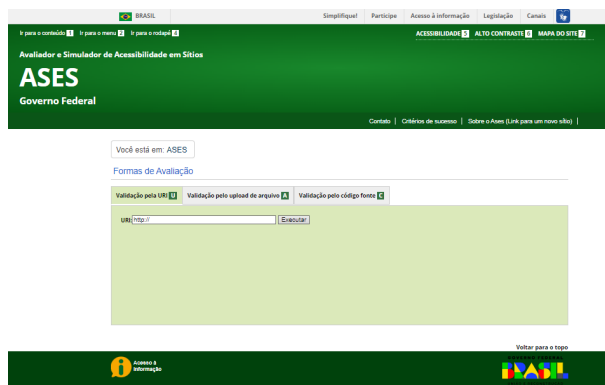 BRASIL Simplifique! Participe Acesso à informação Legislação Canais
Ir para o conteúdo 1 Ir para o menu 2 Ir para o rodapé 4 ACESSIBILIDADE 5 ALTO CONTRASTE 6 MAPA DO SITE 7
Avaliador e Simulador de Acessibilidade em Sítios
ASES
Governo Federal
Contato | Critérios de sucesso | Sobre o Ases (Link para um novo sítio) |
Você está em: ASES
Formas de Avaliação
Validação pela URI U Validação pelo upload de arquivo A Validação pelo código fonte C
URI: http:// Executar
Voltar para o topo
Acesso à
Informação
GOVERNO FEDERAL
BRASIL